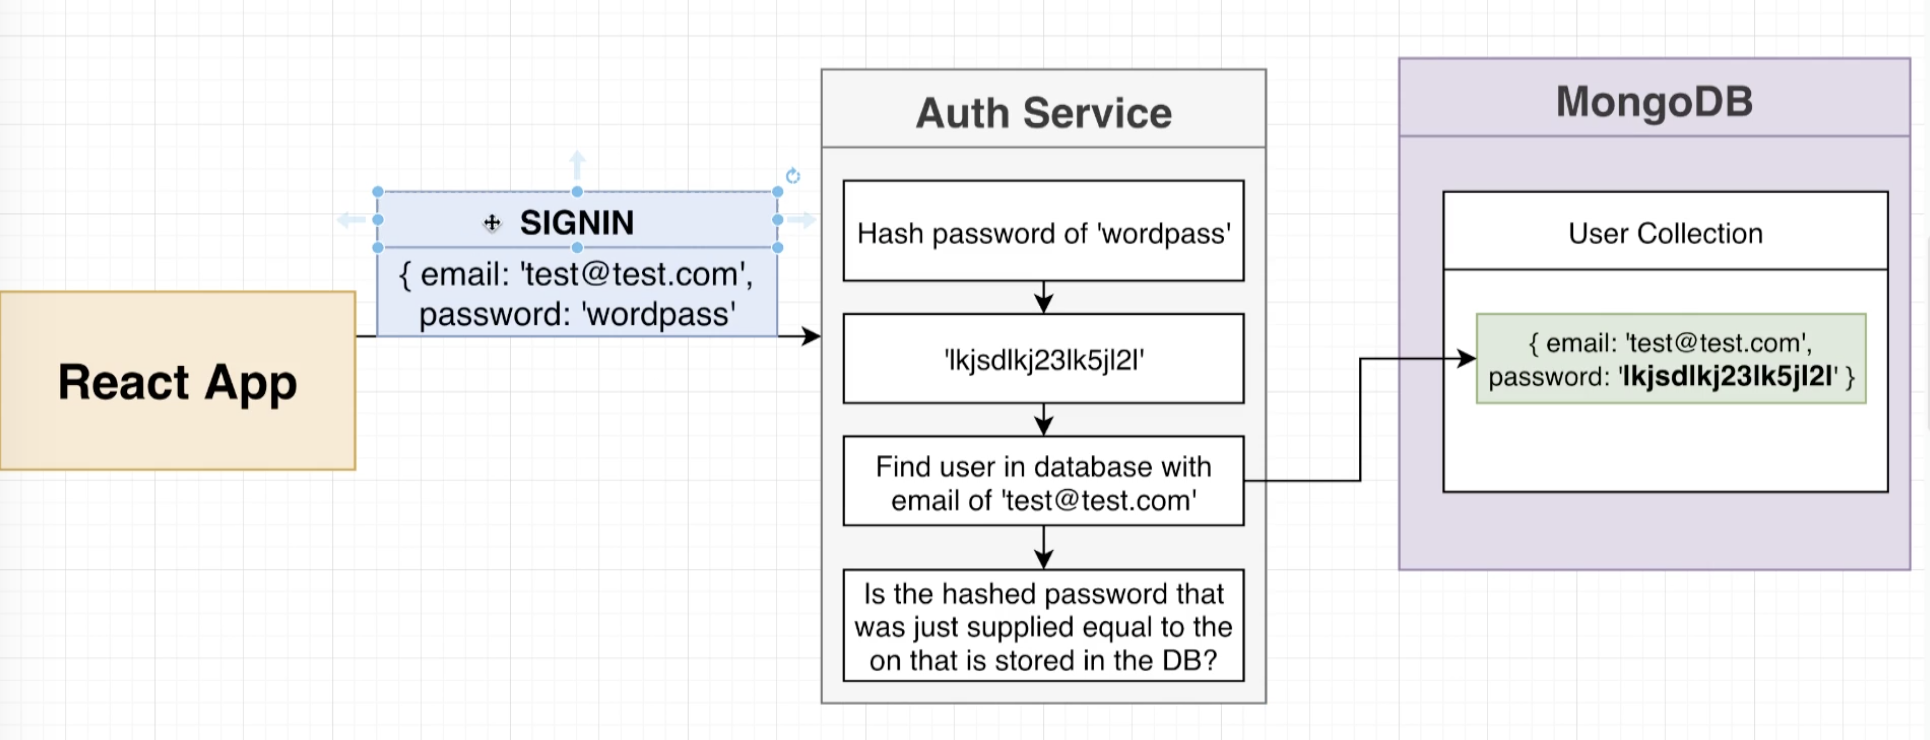 React App
SIGNIN
{ email: 'test@test.com',
password: 'wordpass'
Auth Service
Hash password of 'wordpass'
'lkjsdlkj23lk5jl2l'
Find user in database with
email of 'test@test.com'
Is the hashed password that
was just supplied equal to the
on that is stored in the DB?
MongoDB
User Collection
{ email: 'test@test.com',
password: 'lkjsdlkj23lk5jl2l' }